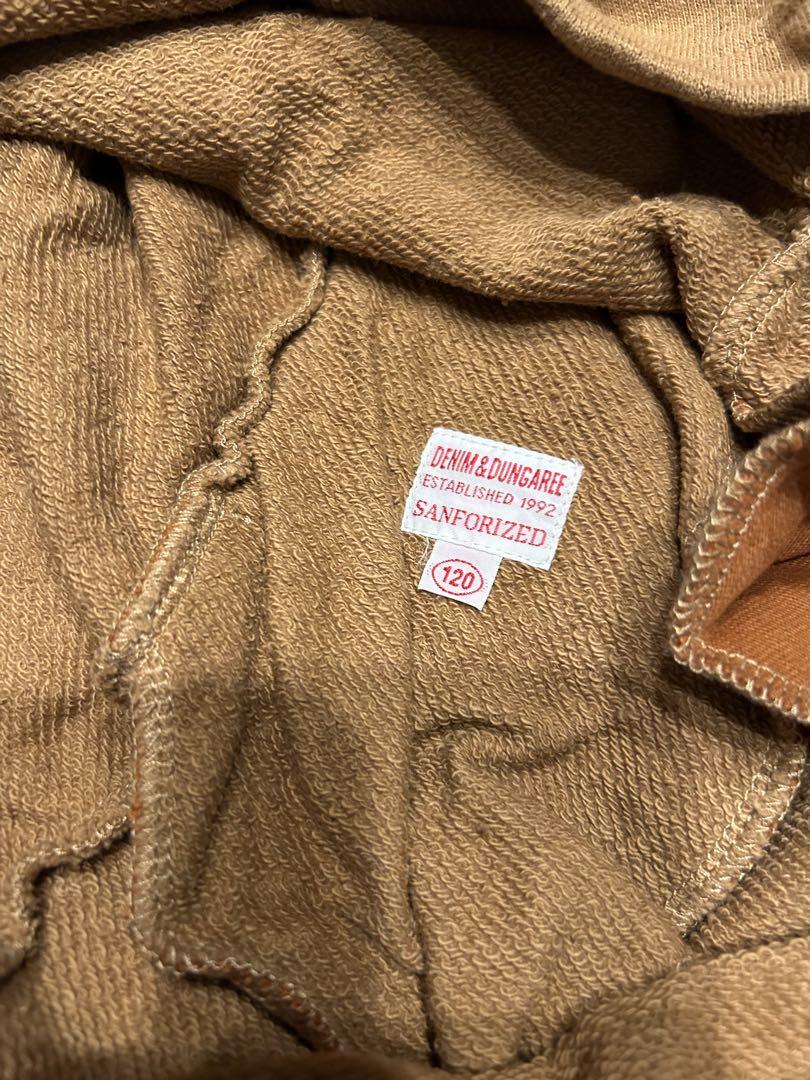 DENIM&DUNGAREE
ESTABLISHED 1992
SANFORIZED
120